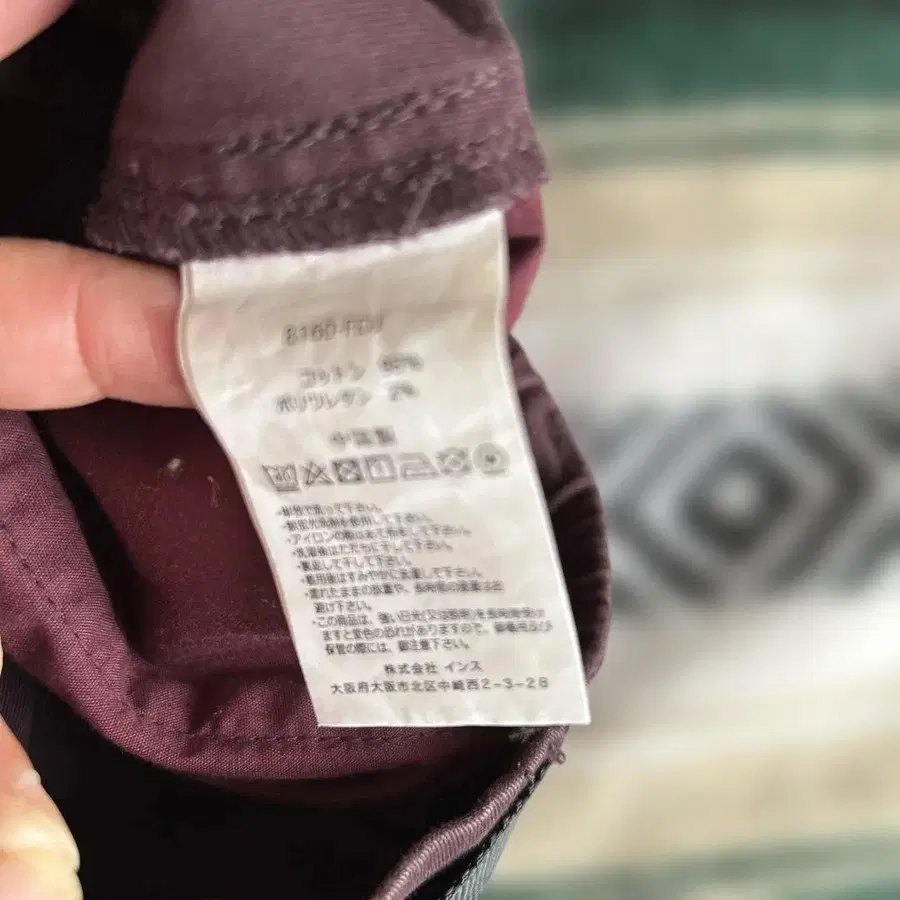 コットン 98%
ポリウレタン 2%
中国製
40
・単独で洗って下さい。
・無蛍光洗剤を使用して下さい。
・アイロンの際はあて布をして下さい。
・洗濯後はただちに干して下さい。
・裏返して干して下さい。
・着用後はすみやかに洗濯して下さい。
・濡れたままの放置や、長時間の浸漬はお
避け下さい。
・この商品は、強い日光(又は照明)を長時間受け
ますと変色の恐れがありますので、御着用及び
保管の際には、御注意下さい。
株式会社 インス
大阪府大阪市北区中崎西2-3-28